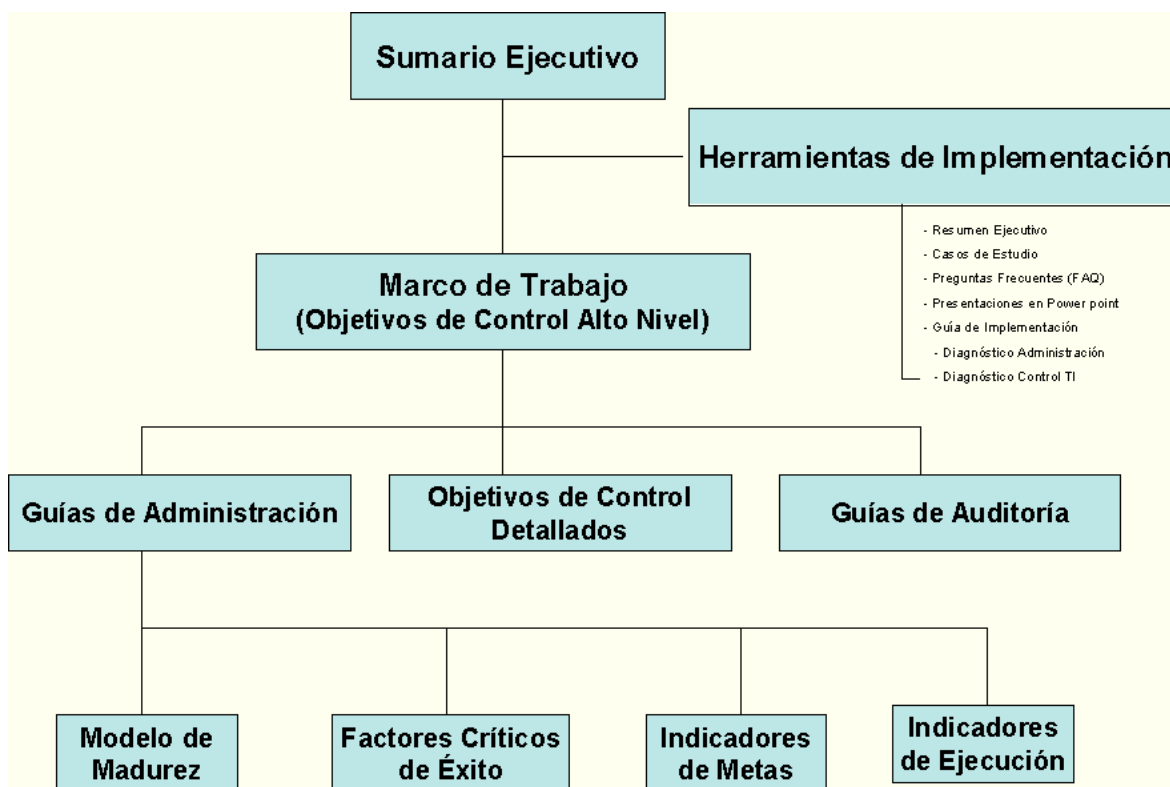 Sumario Ejecutivo
Herramientas de Implementación
- Resumen Ejecutivo
- Casos de Estudio
- Preguntas Frecuentes (FAQ)
- Presentaciones en Power point
- Guía de Implementación
- Diagnóstico Administración
- Diagnóstico Control TI
Marco de Trabajo
(Objetivos de Control Alto Nivel)
Guías de Administración
Objetivos de Control
Detallados
Guías de Auditoría
Modelo de
Madurez
Factores Críticos
de Éxito
Indicadores
de Metas
Indicadores
de Ejecución